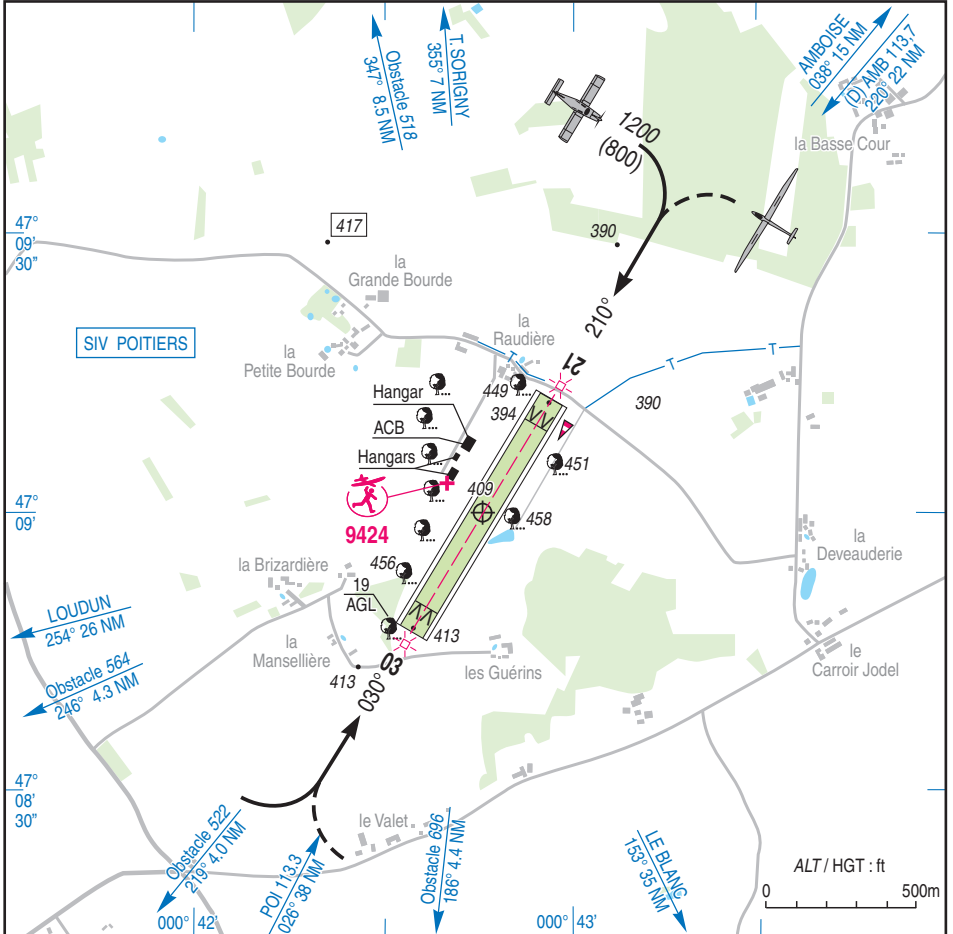 Obstacle 518
347° 8.5 NM
T. SORIGNY
355° 7 NM
AMBOISE
038° 15 NM
(D) AMB 113,7
220° 22 NM
1200
(800)
la Basse Cour
47°
09'
30"
417
390
la
Grande Bourde
210°
SIV POITIERS
la
Petite Bourde
la
Raudière
T
T
T
21
Hangar
449
394
390
ACB
Hangars
451
409
9424
458
47°
09'
la
Deveauderie
la Brizardière
456
19
AGL
LOUDUN
254° 26 NM
la
Mansellière
413
03
les Guérins
le
Carroir Jodel
Obstacle 564
246° 4.3 NM
413
030°
47°
08'
30"
le Valet
Obstacle 522
219° 4.0 NM
POI 113.3
026° 38 NM
Obstacle 696
186° 4.4 NM
LE BLANC
153° 35 NM
ALT / HGT : ft
0 500m
000° 42'
000° 43'